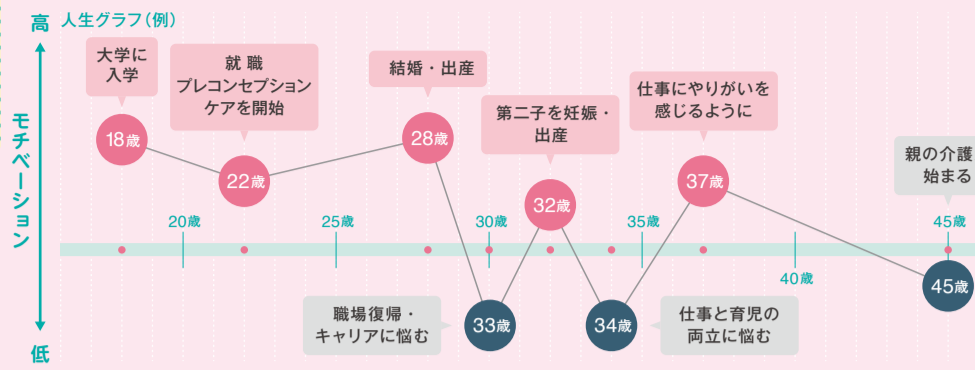 人生グラフ（例）
高
モチベーション
低
大学に
入学
18歳
就職
プレコンセプション
ケアを開始
22歳
結婚・出産
28歳
第二子を妊娠・
出産
32歳
仕事にやりがいを
感じるように
37歳
親の介護
始まる
45歳
20歳
25歳
30歳
35歳
40歳
45歳
職場復帰・
キャリアに悩む
33歳
34歳
仕事と育児の
両立に悩む